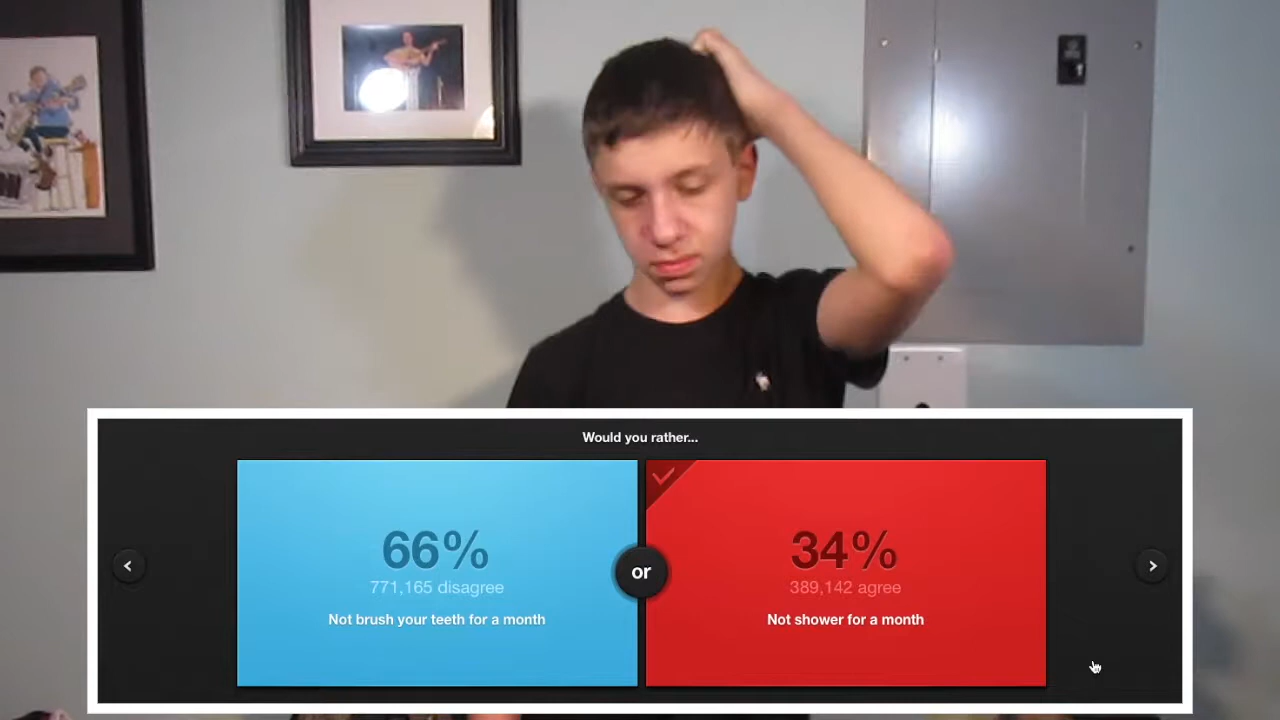 Would you rather...
66%
771,165 disagree
Not brush your teeth for a month
or
34%
389,142 agree
Not shower for a month